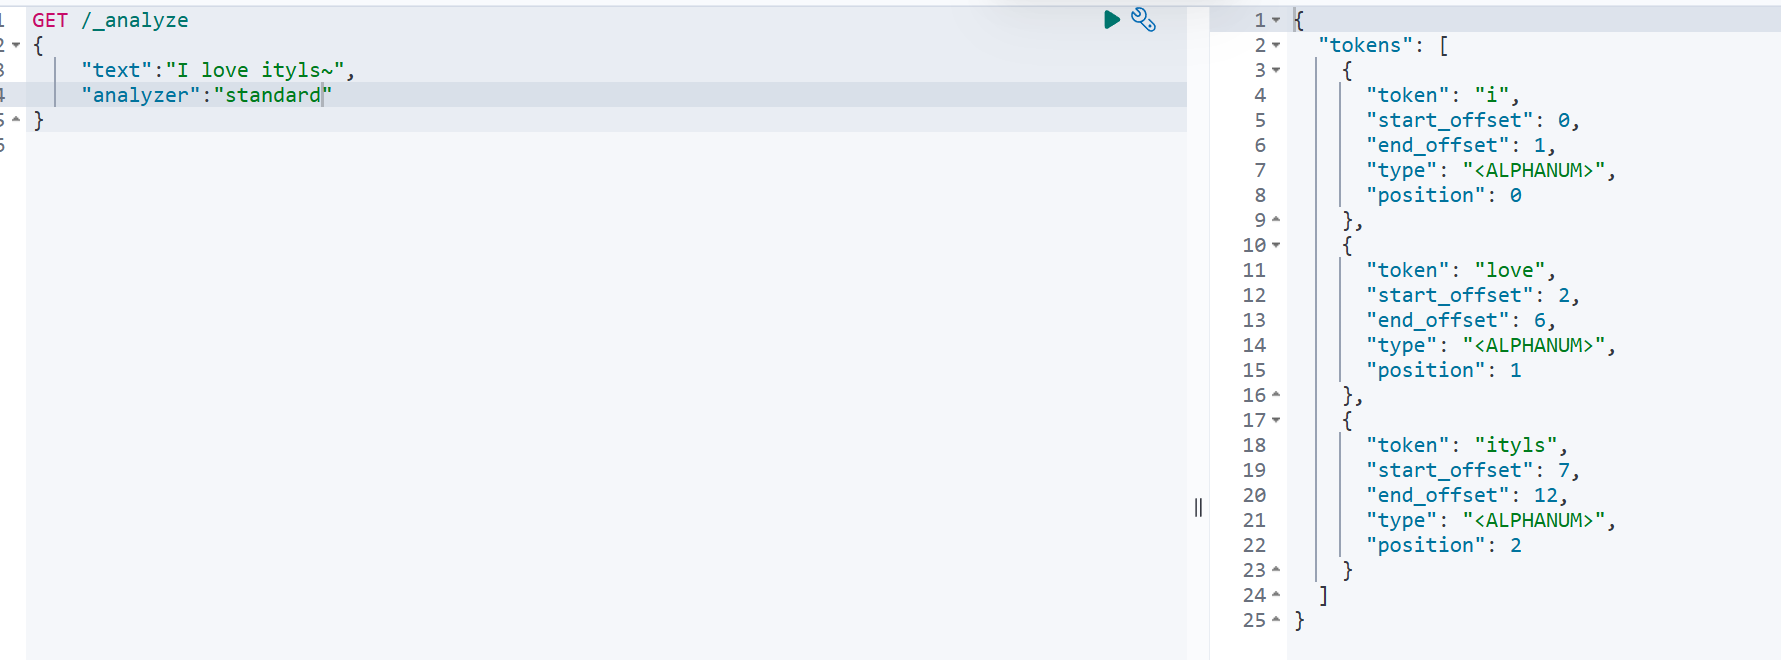 1 GET /_analyze
2 {
3 "text":"I love ityls~",
4 "analyzer":"standard"
5 }
6
1 {
2 "tokens": [
3 {
4 "token": "i",
5 "start_offset": 0,
6 "end_offset": 1,
7 "type": "<ALPHANUM>",
8 "position": 0
9 },
10 {
11 "token": "love",
12 "start_offset": 2,
13 "end_offset": 6,
14 "type": "<ALPHANUM>",
15 "position": 1
16 },
17 {
18 "token": "ityls",
19 "start_offset": 7,
20 "end_offset": 12,
21 "type": "<ALPHANUM>",
22 "position": 2
23 }
24 ]
25 }